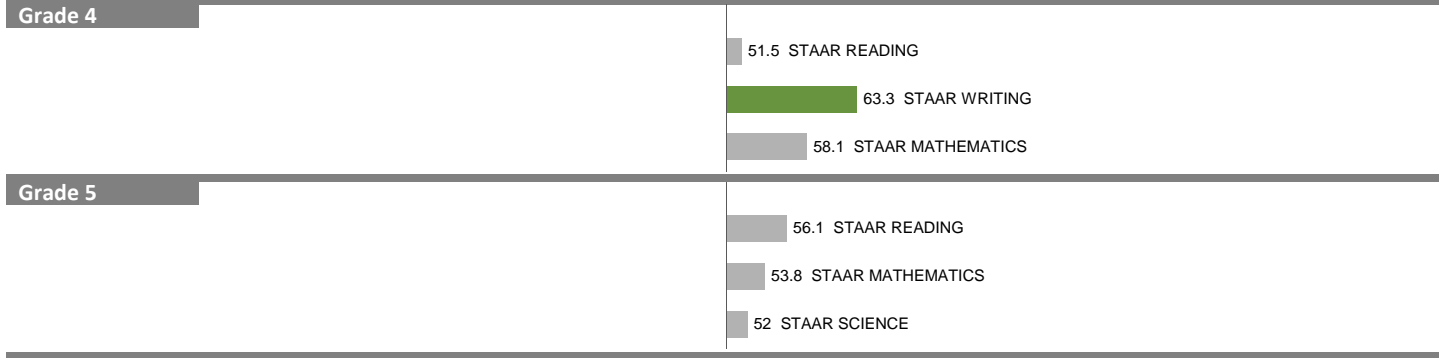 Grade 4
51.5 STAAR READING
63.3 STAAR WRITING
58.1 STAAR MATHEMATICS
Grade 5
56.1 STAAR READING
53.8 STAAR MATHEMATICS
52 STAAR SCIENCE